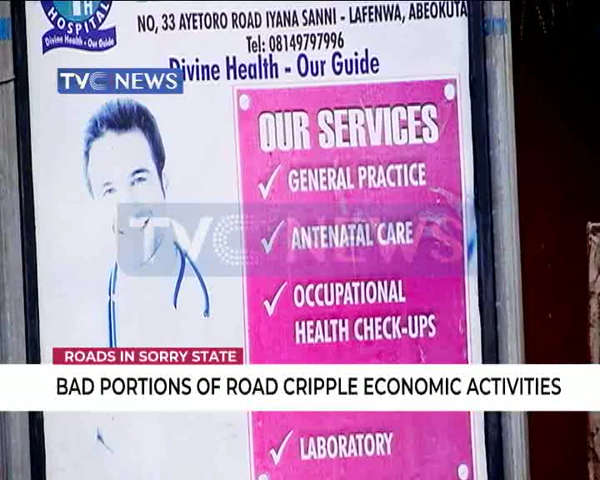 HOSPITAL
Divine Health - Our Guide
NO, 33 AYETORO ROAD IYANA SANNI - LAFENWA, ABEOKUTA
Tel: 08149797996
Divine Health - Our Guide
TVC NEWS
OUR SERVICES
GENERAL PRACTICE
TVC NEWS
ANTENATAL CARE
OCCUPATIONAL
HEALTH CHECK-UPS
ROADS IN SORRY STATE
BAD PORTIONS OF ROAD CRIPPLE ECONOMIC ACTIVITIES
LABORATORY